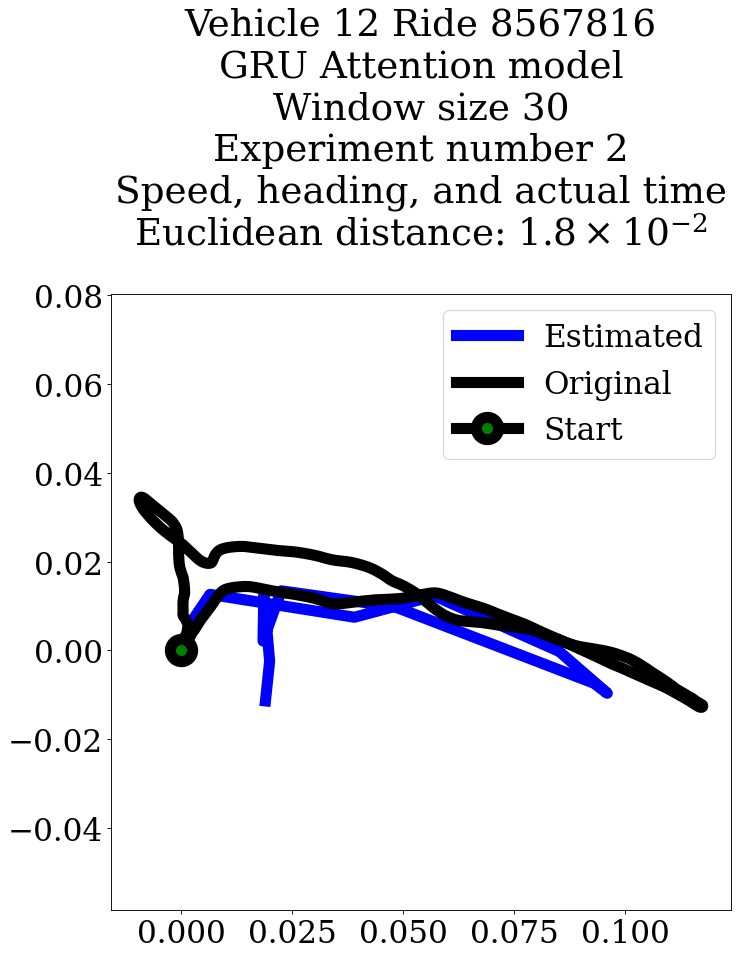 Vehicle 12 Ride 8567816
GRU Attention model
Window size 30
Experiment number 2
Speed, heading, and actual time
Euclidean distance: 1.8 × 10⁻²
Estimated
Original
Start
0.08
0.06
0.04
0.02
0.00
−0.02
−0.04
0.000 0.025 0.050 0.075 0.100